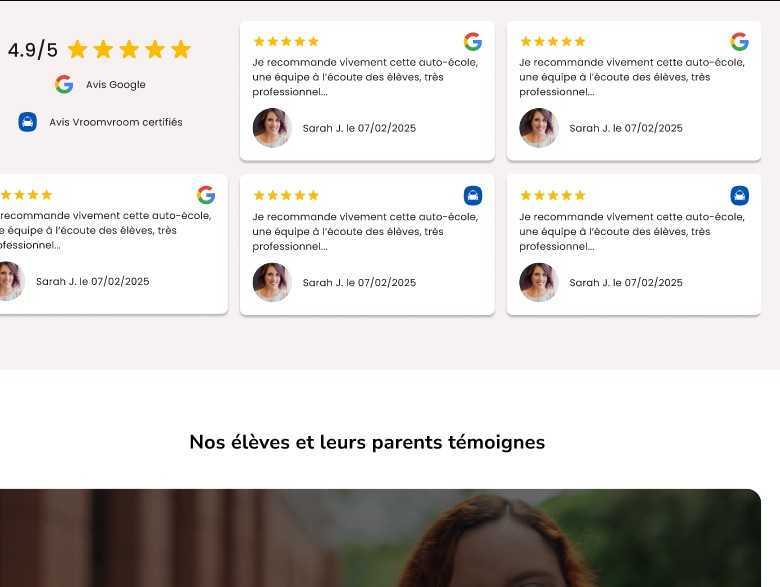 4.9/5
Avis Google
Avis Vroomvroom certifiés
Je recommande vivement cette auto-école,
une équipe à l'écoute des élèves, très
professionnel...
Sarah J. le 07/02/2025
Je recommande vivement cette auto-école,
une équipe à l'écoute des élèves, très
professionnel...
Sarah J. le 07/02/2025
recommande vivement cette auto-école,
équipe à l'écoute des élèves, très
Sarah J. le 07/02/2025
Je recommande vivement cette auto-école,
une équipe à l'écoute des élèves, très
professionnel...
Sarah J. le 07/02/2025
Je recommande vivement cette auto-école,
une équipe à l'écoute des élèves, très
professionnel...
Sarah J. le 07/02/2025
Nos élèves et leurs parents témoignes